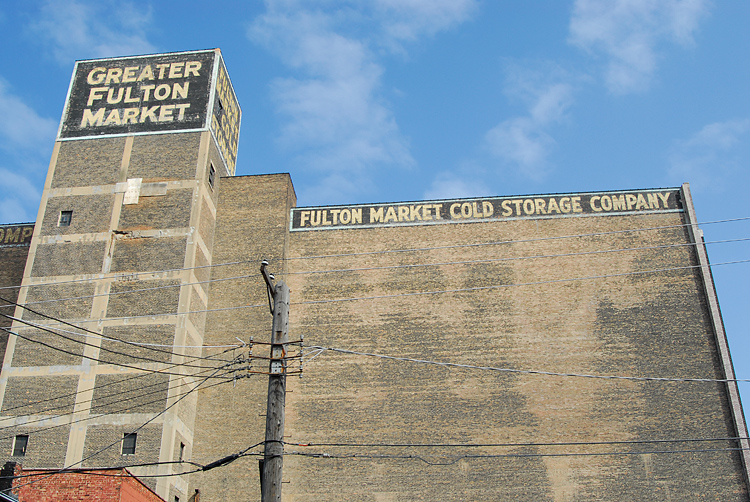 GREATER
FULTON
MARKET
FULTON MARKET COLD STORAGE COMPANY